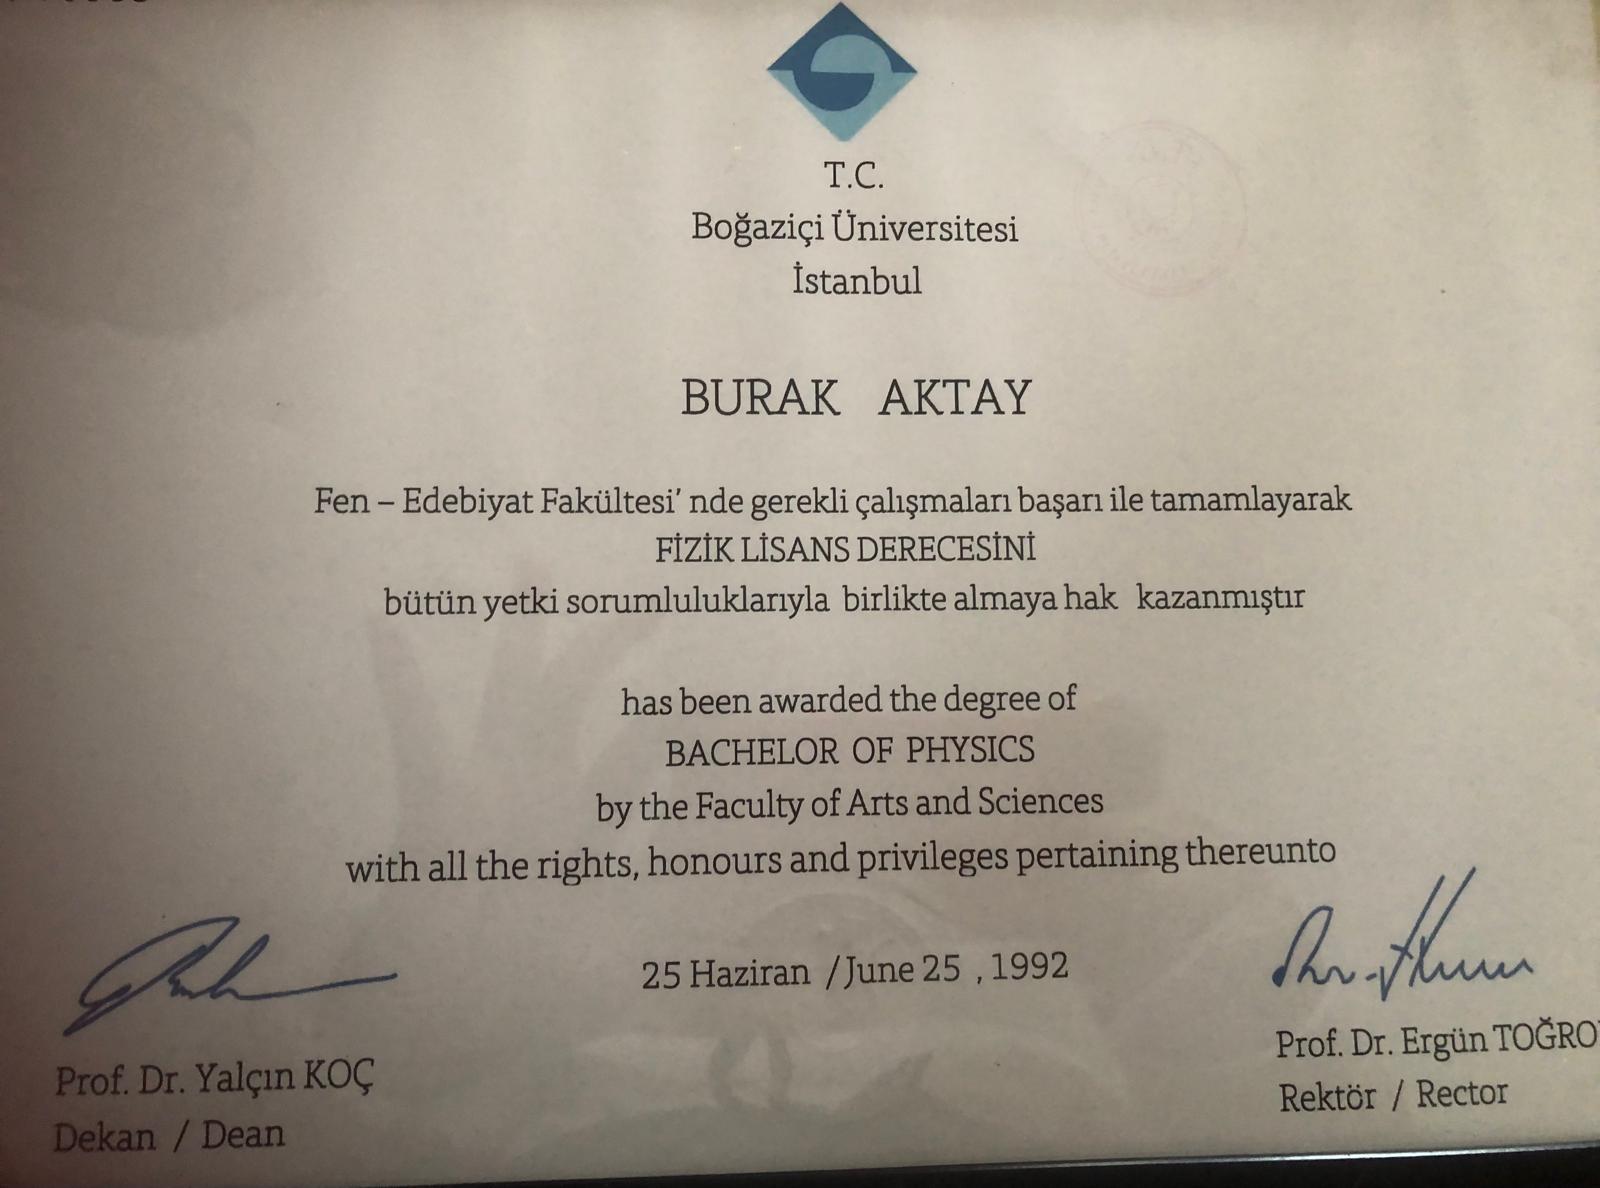 T.C.
Boğaziçi Üniversitesi
İstanbul
BURAK AKTAY
Fen – Edebiyat Fakültesi' nde gerekli çalışmaları başarı ile tamamlayarak
FİZİK LİSANS DERECESİNİ
bütün yetki sorumluluklarıyla birlikte almaya hak kazanmıştır
has been awarded the degree of
BACHELOR OF PHYSICS
by the Faculty of Arts and Sciences
with all the rights, honours and privileges pertaining thereunto
25 Haziran / June 25 , 1992
Prof. Dr. Yalçın KOÇ
Dekan / Dean
Prof. Dr. Ergün
Rektör / Rector